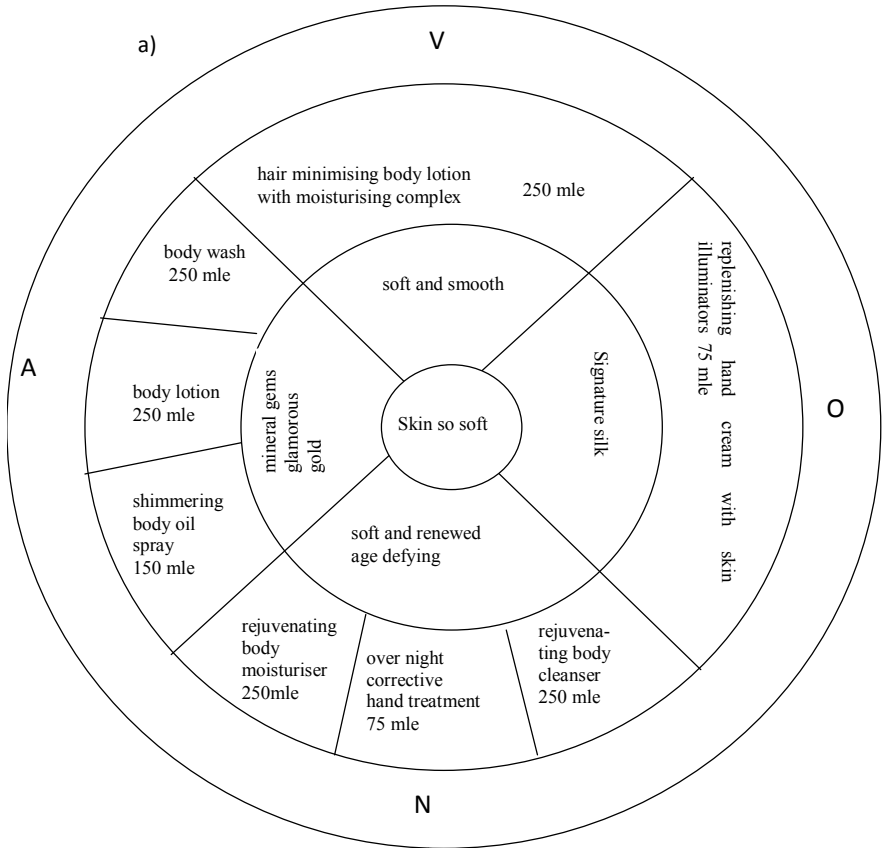 a)
V
hair minimising body lotion
with moisturising complex
250 mle
body wash
250 mle
soft and smooth
replenishing hand cream with skin
illuminators 75 mle
A
body lotion
250 mle
mineral gems
glamorous
gold
Skin so soft
Signature silk
O
shimmering
body oil
spray
150 mle
soft and renewed
age defying
rejuvenating
body
moisturiser
250mle
over night
corrective
hand treatment
75 mle
rejuvena-
ting body
cleanser
250 mle
N